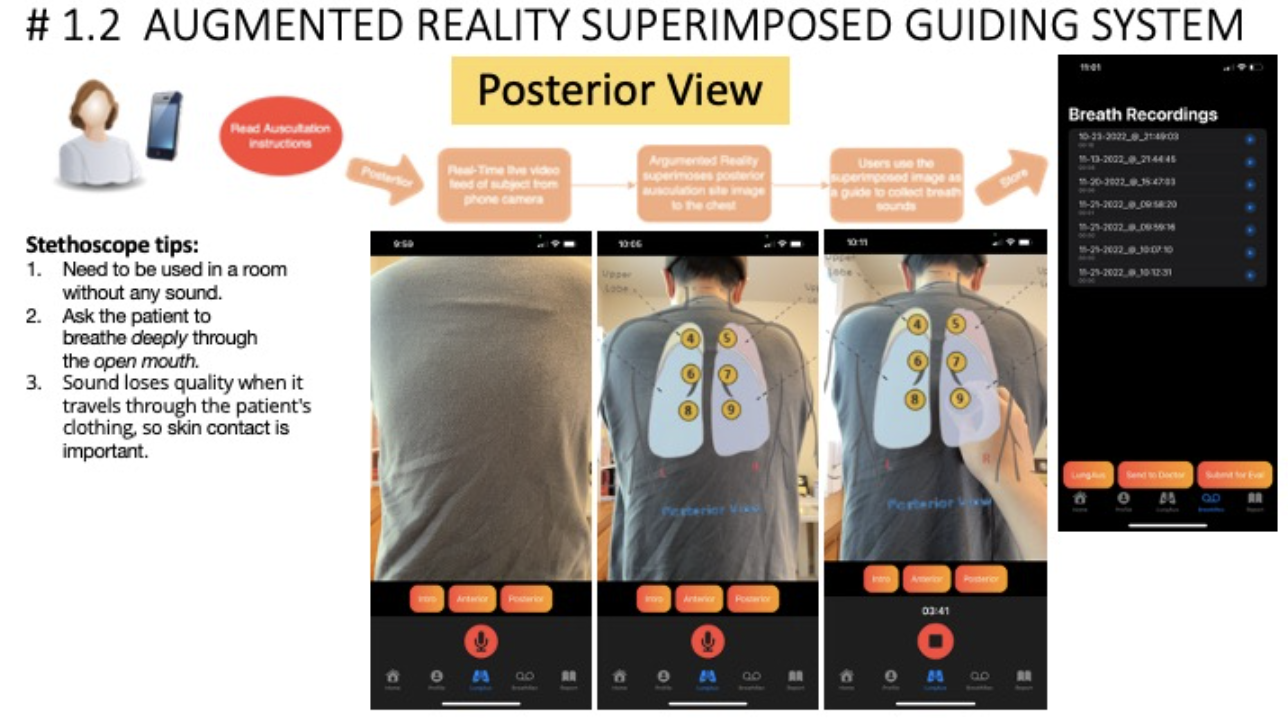 # 1.2 AUGMENTED REALITY SUPERIMPOSED GUIDING SYSTEM
Posterior View
Read Auscultation
instructions
Posterior
Real-Time live video
feed of subject from
phone camera
Argumented Reality
superimoses posterior
ausculation site image
to the chest
Users use the
superimposed image as
a guide to collect breath
sounds
Store
Stethoscope tips:
1. Need to be used in a room
without any sound.
2. Ask the patient to
breathe deeply through
the open mouth.
3. Sound loses quality when it
travels through the patient's
clothing, so skin contact is
important.
9:59
Intro Anterior Posterior
Home Profile LungAus Report
10:05
Upper
Lobe
4 5
6 7
8 9
L R
Posterior View
Intro Anterior Posterior
Home Profile LungAus Report
10:11
Upper
Lobe
4 5
6 7
8 9
L R
Posterior View
Intro Anterior Posterior
03:41
Home Profile LungAus Report
11:01
Breath Recordings
10-23-2022_@_21:49:03
11-13-2022_@_21:44:45
11-20-2022_@_15:47:03
11-21-2022_@_09:58:20
11-21-2022_@_09:59:16
11-21-2022_@_10:07:10
11-21-2022_@_10:12:31
LungAus Send to Doctor Submit for Eval
Home Profile LungAus Report